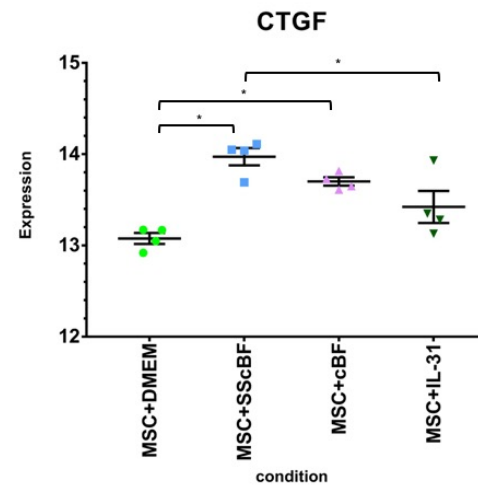 CTGF
15
*
*
*
14
Expression
13
12
MSC+DMEM
MSC+SScBF
MSC+cBF
MSC+IL-31
condition